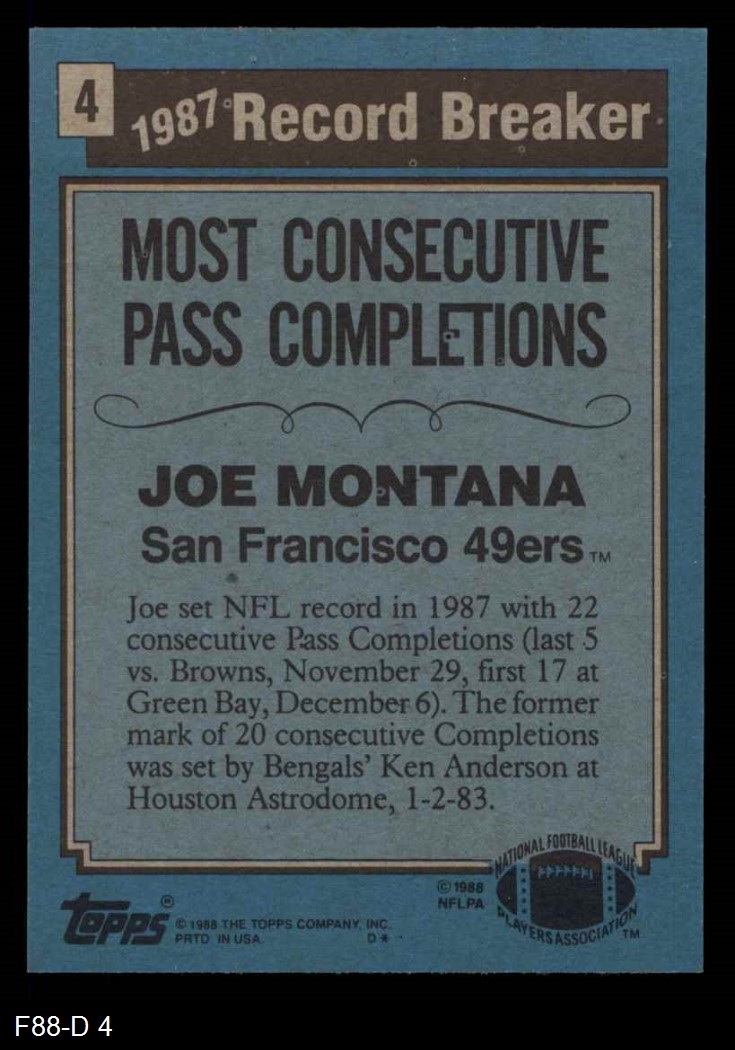 4
1987 Record Breaker
MOST CONSECUTIVE
PASS COMPLETIONS
JOE MONTANA
San Francisco 49ers TM
Joe set NFL record in 1987 with 22
consecutive Pass Completions (last 5
vs. Browns, November 29, first 17 at
Green Bay, December 6). The former
mark of 20 consecutive Completions
was set by Bengals' Ken Anderson at
Houston Astrodome, 1-2-83.
topps®
© 1988 THE TOPPS COMPANY, INC.
PRTD. IN USA. D*
© 1988
NFLPA
NATIONAL FOOTBALL LEAGUE
PLAYERS ASSOCIATION TM
F88-D 4